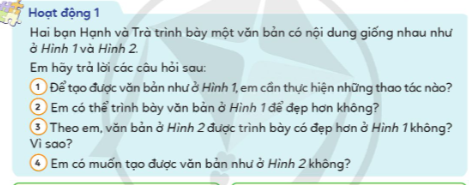 Hoạt động 1
Hai bạn Hạnh và Trà trình bày một văn bản có nội dung giống nhau như
ở Hình 1 và Hình 2.
Em hãy trả lời các câu hỏi sau:
1 Để tạo được văn bản như ở Hình 1, em cần thực hiện những thao tác nào?
2 Em có thể trình bày văn bản ở Hình 1 để đẹp hơn không?
3 Theo em, văn bản ở Hình 2 được trình bày có đẹp hơn ở Hình 1 không?
Vì sao?
4 Em có muốn tạo được văn bản như ở Hình 2 không?